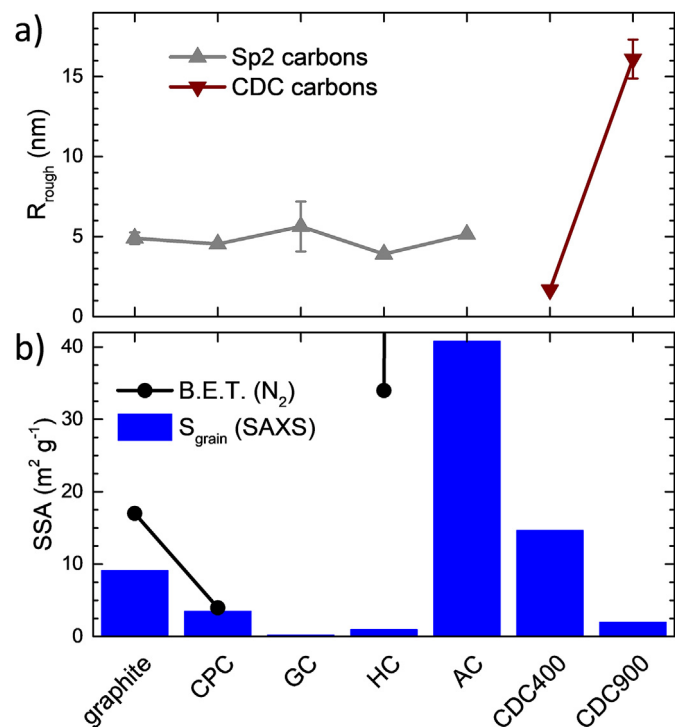 a)
Sp2 carbons
CDC carbons
15
10
5
0
R_rough (nm)
b)
B.E.T. (N₂)
S_grain (SAXS)
40
30
20
10
0
SSA (m² g⁻¹)
graphite
CPC
GC
HC
AC
CDC400
CDC900